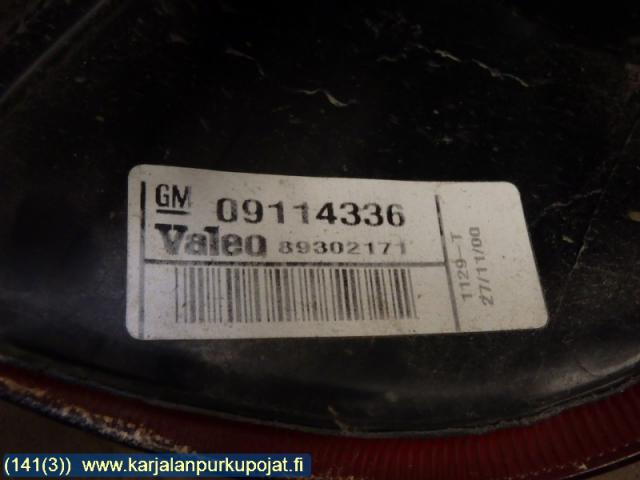 GM 09114336
Valeo 89302171
1129-T
27/11/00
(141(3)) www.karjalanpurkupojat.fi